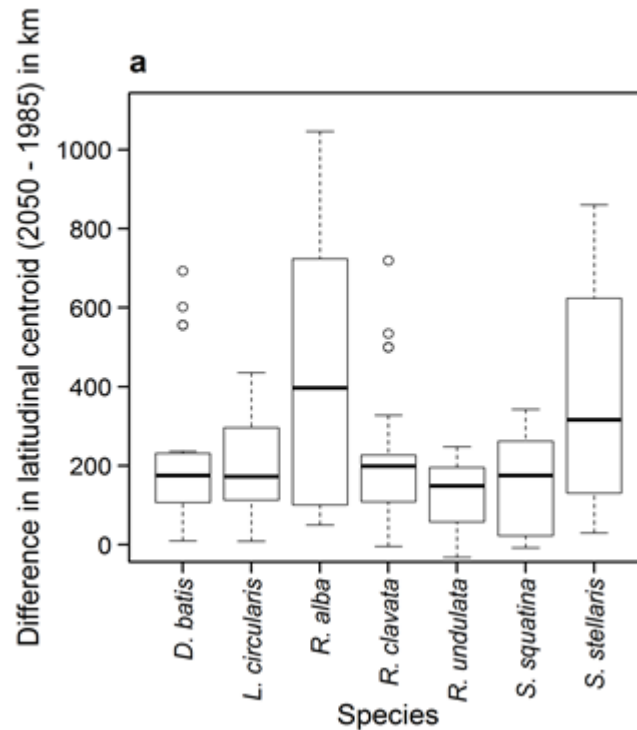 a
Difference in latitudinal centroid (2050 - 1985) in km
1000
800
600
400
200
0
D. batis
L. circularis
R. alba
R. clavata
R. undulata
S. squatina
S. stellaris
Species